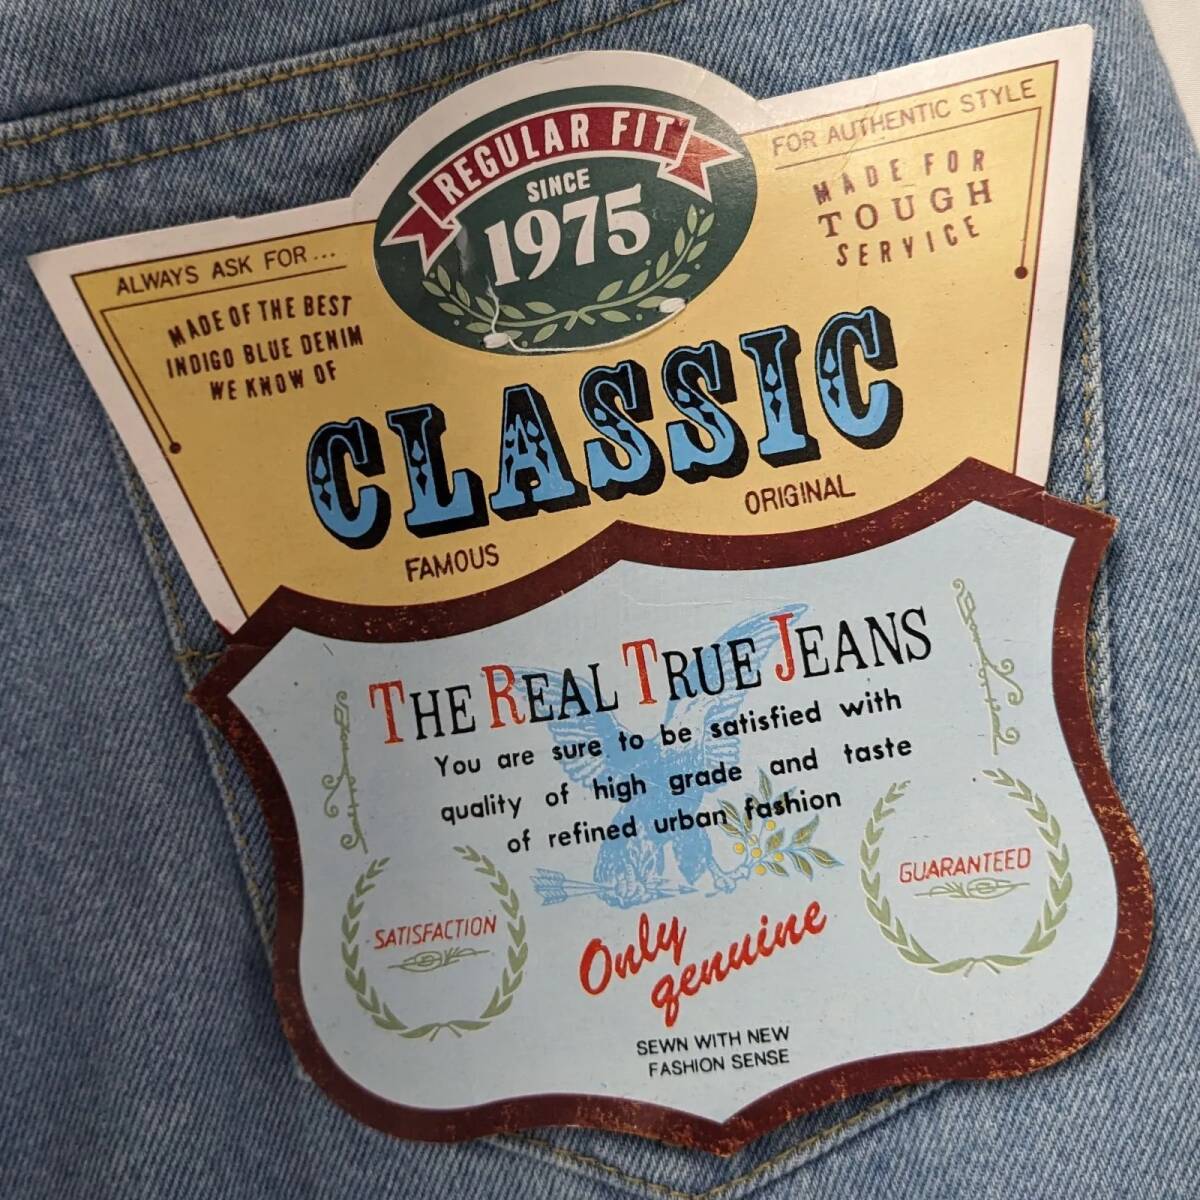 REGULAR FIT
SINCE
1975
ALWAYS ASK FOR...
MADE OF THE BEST
INDIGO BLUE DENIM
WE KNOW OF
FOR AUTHENTIC STYLE
MADE FOR
TOUGH
SERVICE
CLASSIC
FAMOUS
ORIGINAL
THE REAL TRUE JEANS
You are sure to be satisfied with
quality of high grade and taste
of refined urban fashion
SATISFACTION
GUARANTEED
Only
genuine
SEWN WITH NEW
FASHION SENSE